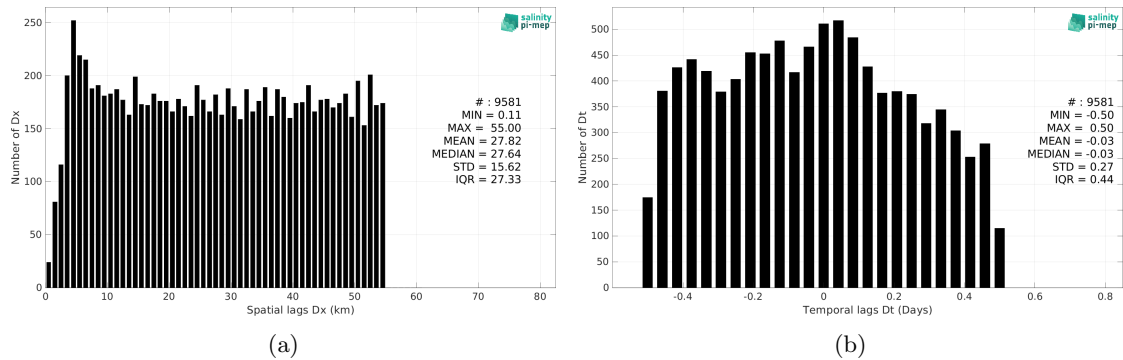 salinity
pi-mep
250
200
150
100
50
0
Number of Dx
# : 9581
MIN = 0.11
MAX = 55.00
MEAN = 27.82
MEDIAN = 27.64
STD = 15.62
IQR = 27.33
0 10 20 30 40 50 60 70 80
Spatial lags Dx (km)
(a)
salinity
pi-mep
500
450
400
350
300
250
200
150
100
50
0
Number of Dt
# : 9581
MIN = -0.50
MAX = 0.50
MEAN = -0.03
MEDIAN = -0.03
STD = 0.27
IQR = 0.44
-0.4 -0.2 0 0.2 0.4 0.6 0.8
Temporal lags Dt (Days)
(b)